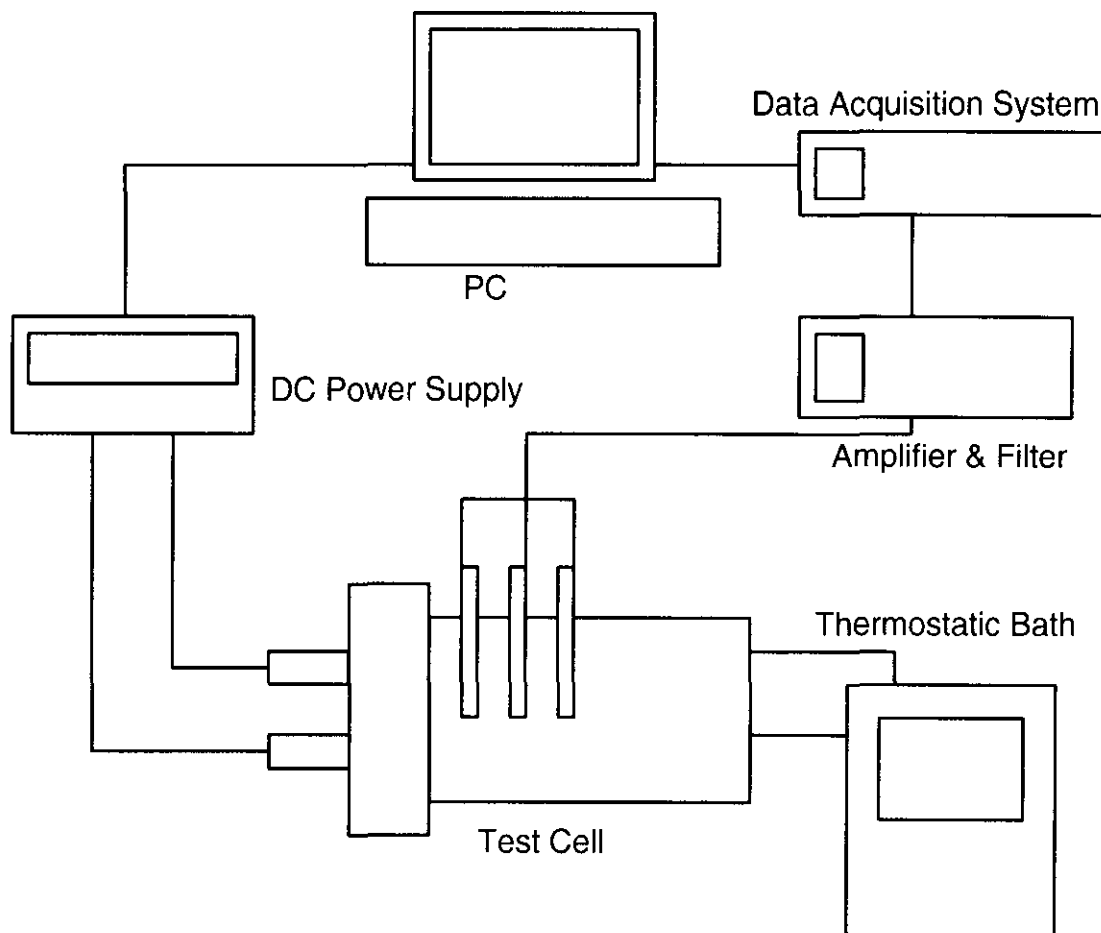 Data Acquisition System
PC
DC Power Supply
Amplifier & Filter
Thermostatic Bath
Test Cell